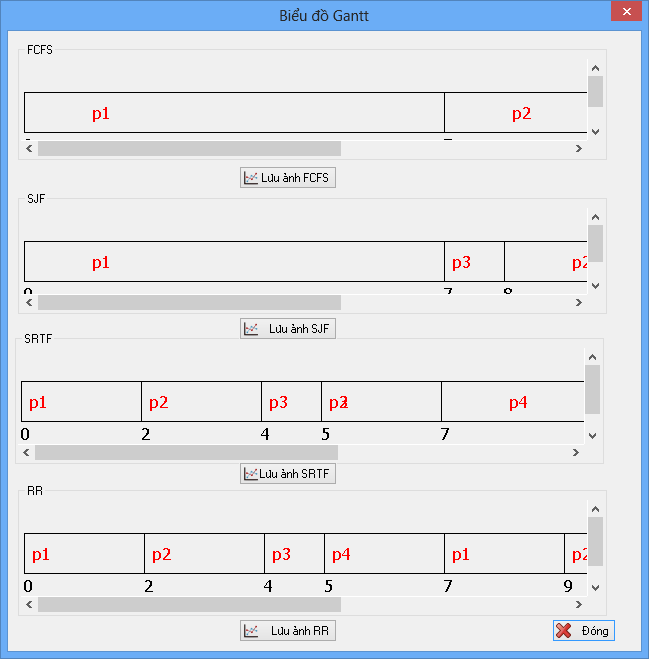 Biểu đồ Gantt
FCFS
p1 p2
Lưu ảnh FCFS
SJF
p1 p3 p2
0 7 8
Lưu ảnh SJF
SRTF
p1 p2 p3 p4
0 2 4 5 7
Lưu ảnh SRTF
RR
p1 p2 p3 p4 p1 p2
0 2 4 5 7 9
Lưu ảnh RR
Đóng